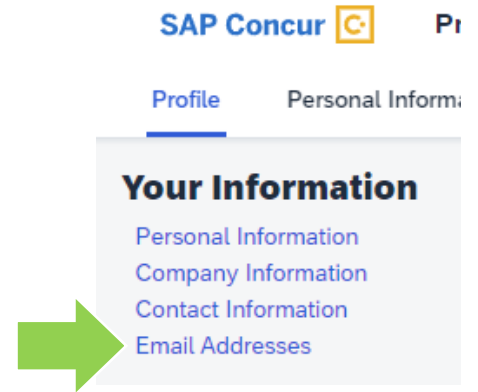 SAP Concur C Pr
Profile Personal Informa
Your Information
Personal Information
Company Information
Contact Information
Email Addresses